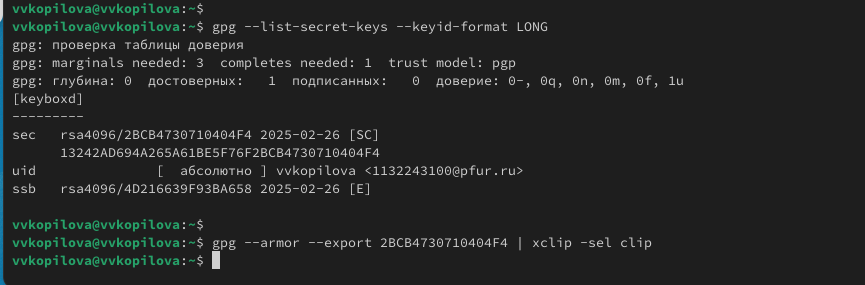 vvkopilova@vvkopilova:~$
vvkopilova@vvkopilova:~$ gpg --list-secret-keys --keyid-format LONG
gpg: проверка таблицы доверия
gpg: marginals needed: 3  completes needed: 1  trust model: pgp
gpg: глубина: 0  достоверных:   1  подписанных:   0  доверие: 0-, 0q, 0n, 0m, 0f, 1u
[keyboxd]
---------
sec   rsa4096/2BCB4730710404F4 2025-02-26 [SC]
      13242AD694A265A61BE5F76F2BCB4730710404F4
uid               [  абсолютно ] vvkopilova <1132243100@pfur.ru>
ssb   rsa4096/4D216639F93BA658 2025-02-26 [E]
vvkopilova@vvkopilova:~$
vvkopilova@vvkopilova:~$ gpg --armor --export 2BCB4730710404F4 | xclip -sel clip
vvkopilova@vvkopilova:~$